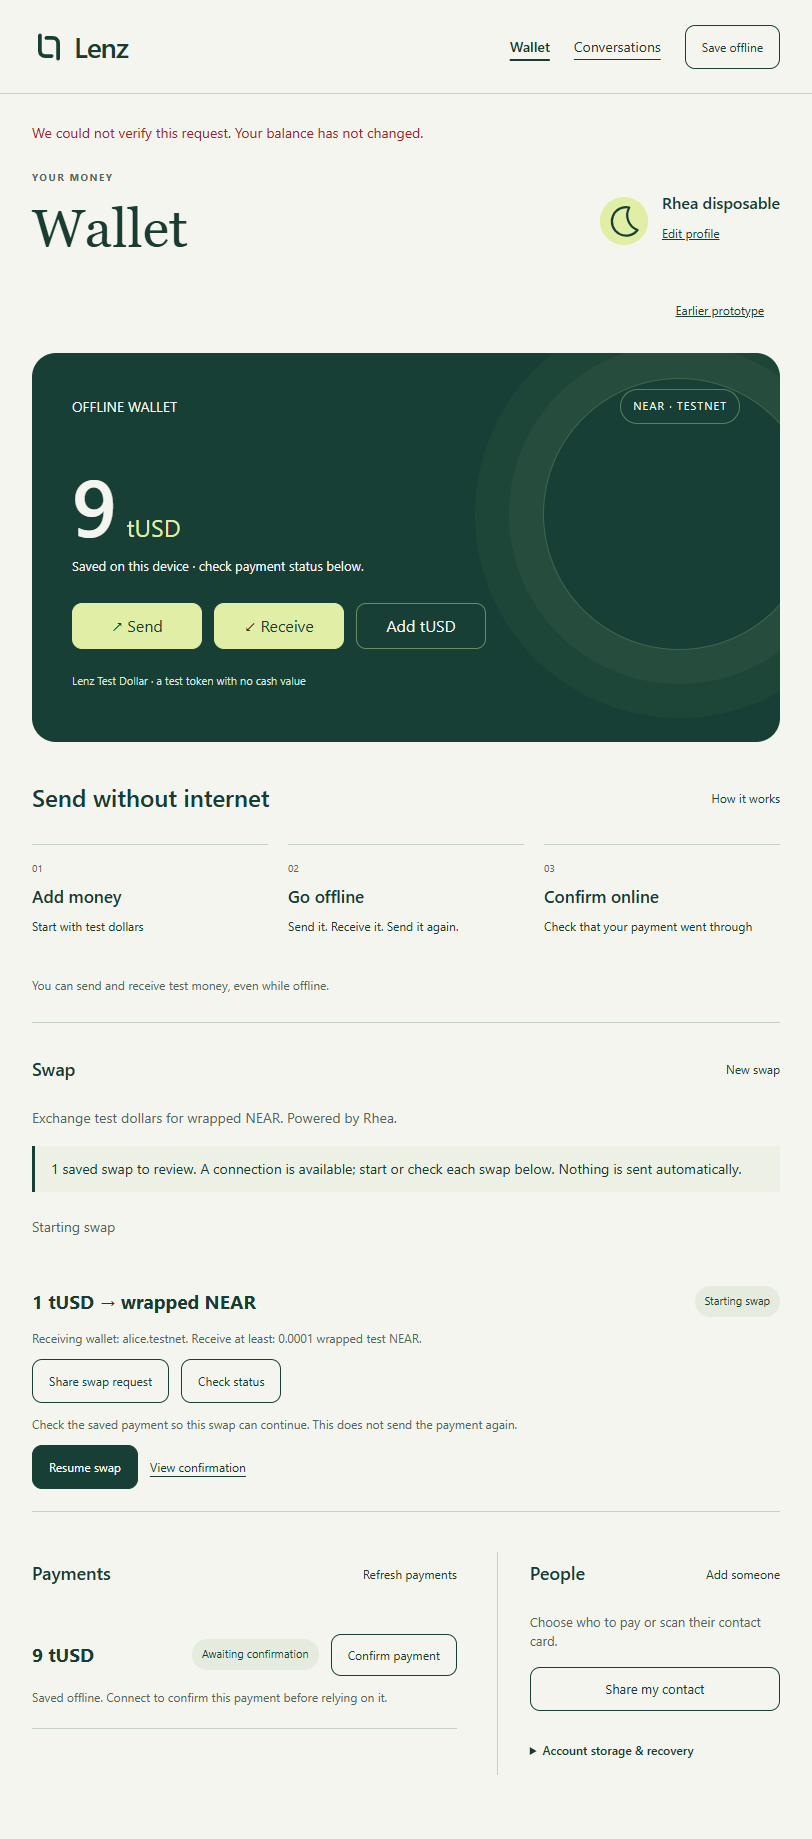 Lenz
Wallet
Conversations
Save offline
We could not verify this request. Your balance has not changed.
YOUR MONEY
Wallet
Rhea disposable
Edit profile
Earlier prototype
OFFLINE WALLET
NEAR · TESTNET
9 tUSD
Saved on this device · check payment status below.
↗ Send
↙ Receive
Add tUSD
Lenz Test Dollar · a test token with no cash value
Send without internet
How it works
01
Add money
Start with test dollars
02
Go offline
Send it. Receive it. Send it again.
03
Confirm online
Check that your payment went through
You can send and receive test money, even while offline.
Swap
New swap
Exchange test dollars for wrapped NEAR. Powered by Rhea.
1 saved swap to review. A connection is available; start or check each swap below. Nothing is sent automatically.
Starting swap
1 tUSD → wrapped NEAR
Starting swap
Receiving wallet: alice.testnet. Receive at least: 0.0001 wrapped test NEAR.
Share swap request
Check status
Check the saved payment so this swap can continue. This does not send the payment again.
Resume swap
View confirmation
Payments
Refresh payments
9 tUSD
Awaiting confirmation
Confirm payment
Saved offline. Connect to confirm this payment before relying on it.
People
Add someone
Choose who to pay or scan their contact
card.
Share my contact
▶ Account storage & recovery